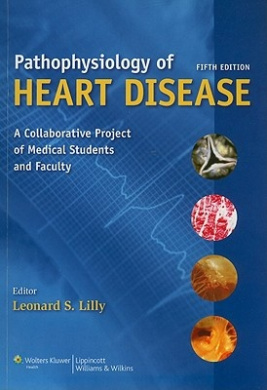 Pathophysiology of FIFTH EDITION
HEART DISEASE
A Collaborative Project
of Medical Students
and Faculty
Editor
Leonard S. Lilly
Wolters Kluwer Lippincott
Health Williams & Wilkins